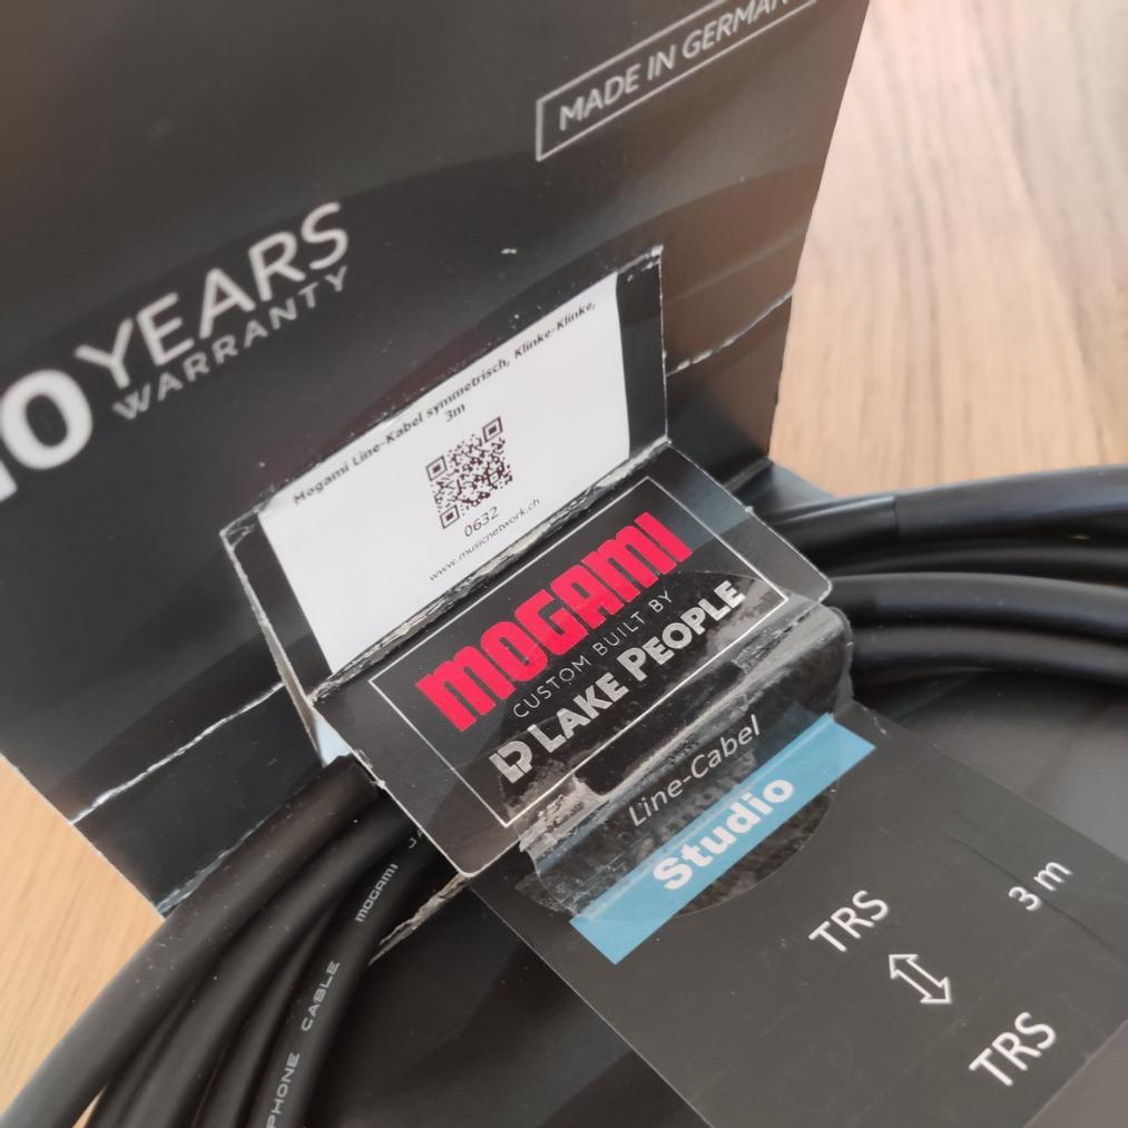 MADE IN GERMAN
10 YEARS
WARRANTY
Mogami Line-Kabel symmetrisch, Klinke-Klinke,
3m
0632
www.musicnetwork.ch
MOGAMI
CUSTOM BUILT BY
LAKE PEOPLE
Line-Cabel
Studio
TRS
3 m
TRS
MOGAMI
PHONE CABLE